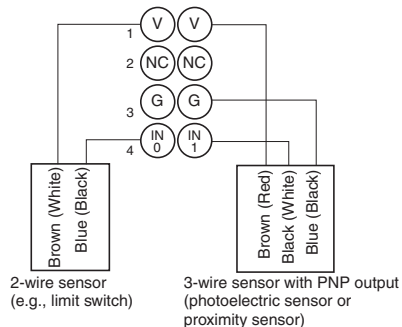 1 V V
2 NC NC
3 G G
4 IN 0 IN 1
Brown (White)
Blue (Black)
Brown (Red)
Black (White)
Blue (Black)
2-wire sensor
(e.g., limit switch)
3-wire sensor with PNP output
(photoelectric sensor or
proximity sensor)